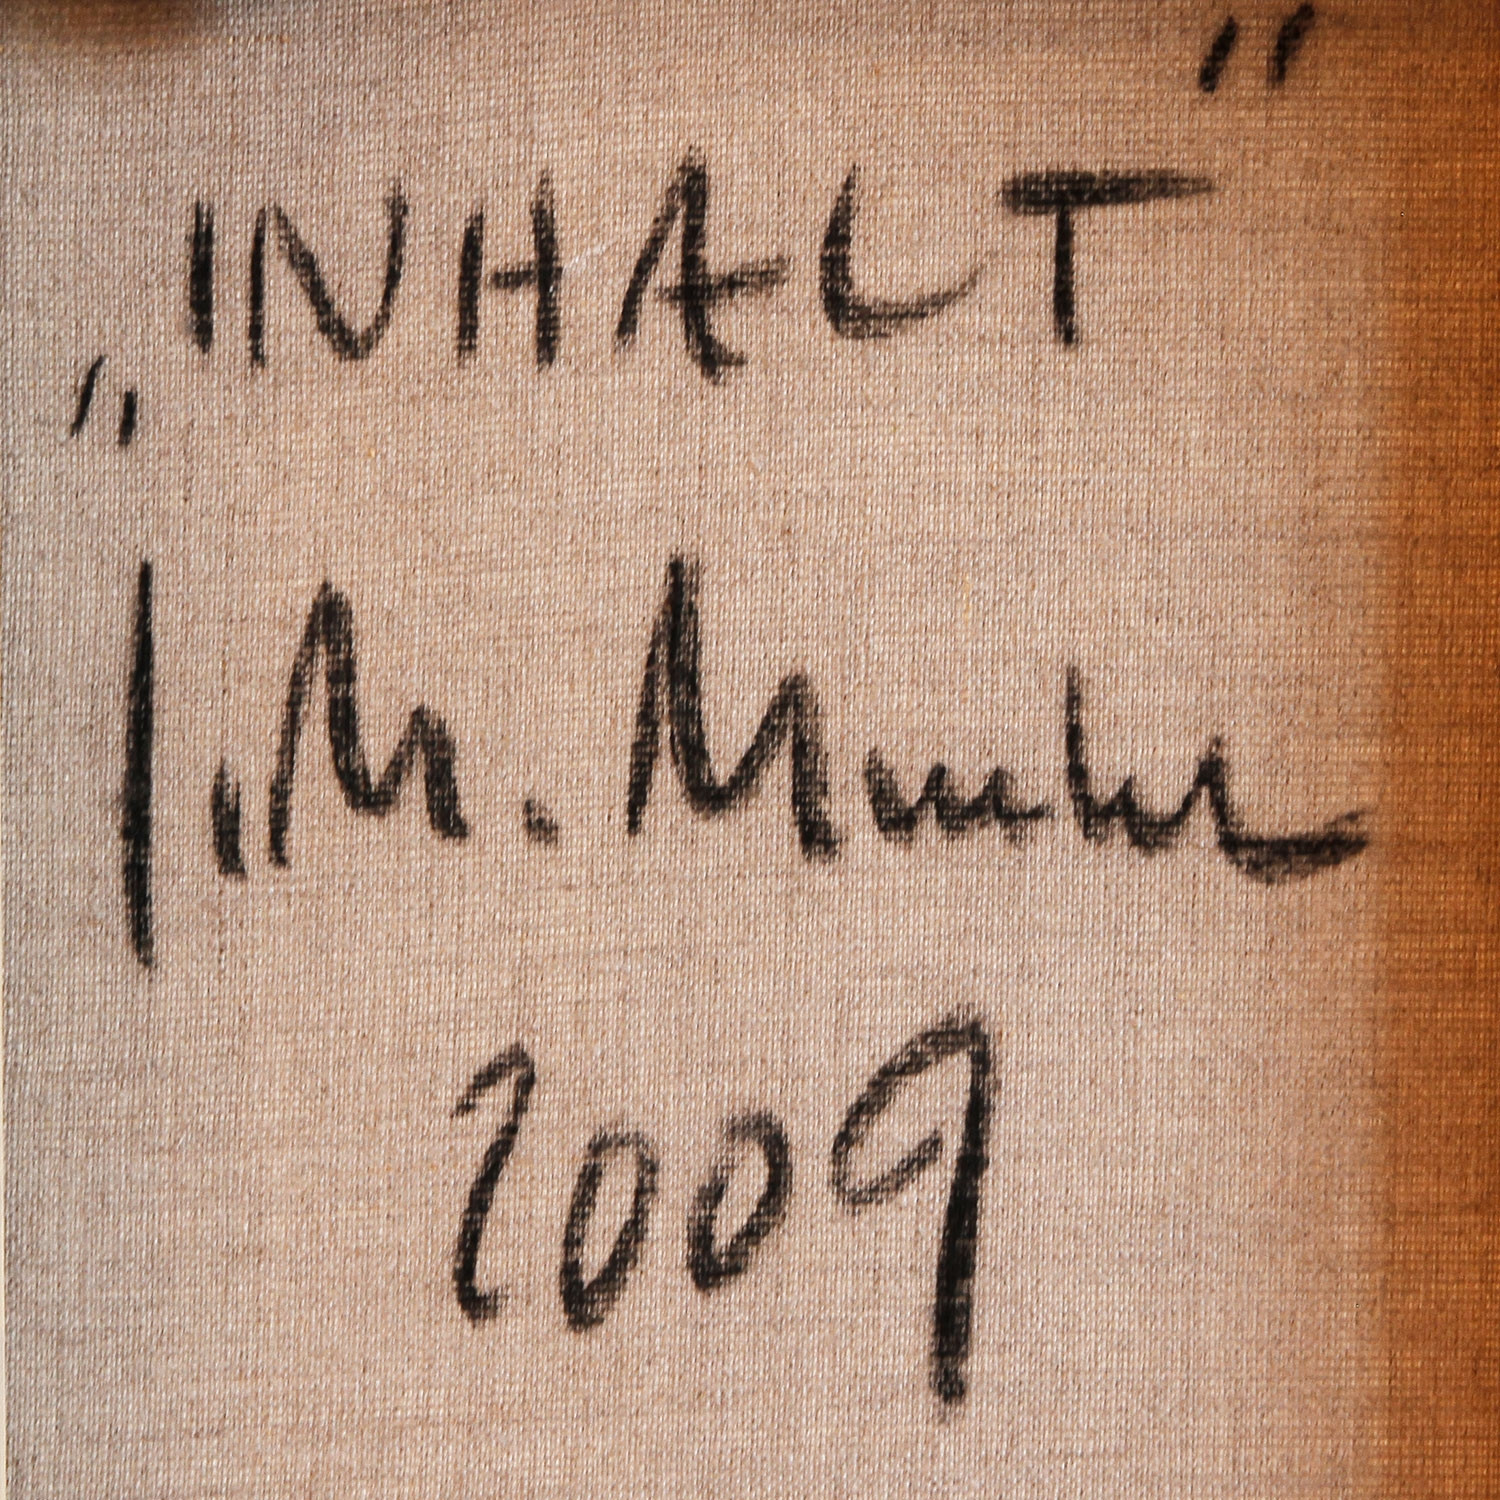 „INHALT"
I. M.
2009